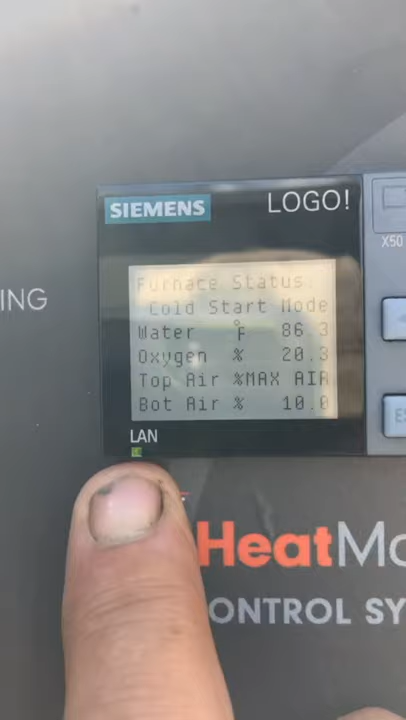 SIEMENS
LOGO!
X50
ING
Furnace Status:
Cold Start Mode
Water °F 86.3
Oxygen % 20.3
Top Air %MAX AIR
Bot Air % 10.0
LAN
HeatMa
ONTROL SY